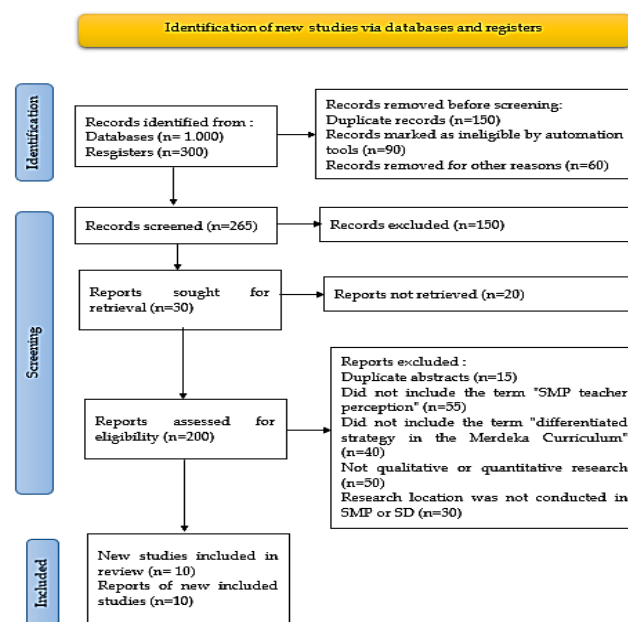 Identification of new studies via databases and registers
Identification
Records identified from :
Databases (n= 1.000)
Resgisters (n=300)
Records removed before screening:
Duplicate records (n=150)
Records marked as ineligible by automation
tools (n=90)
Records removed for other reasons (n=60)
Screening
Records screened (n=265)
Records excluded (n=150)
Reports sought for
retrieval (n=30)
Reports not retrieved (n=20)
Reports assessed for
eligibility (n=200)
Reports excluded :
Duplicate abstracts (n=15)
Did not include the term "SMP teacher
perception" (n=55)
Did not include the term "differentiated
strategy in the Merdeka Curriculum"
(n=40)
Not qualitative or quantitative research
(n=50)
Research location was not conducted in
SMP or SD (n=30)
Included
New studies included in
review (n= 10)
Reports of new included
studies (n=10)